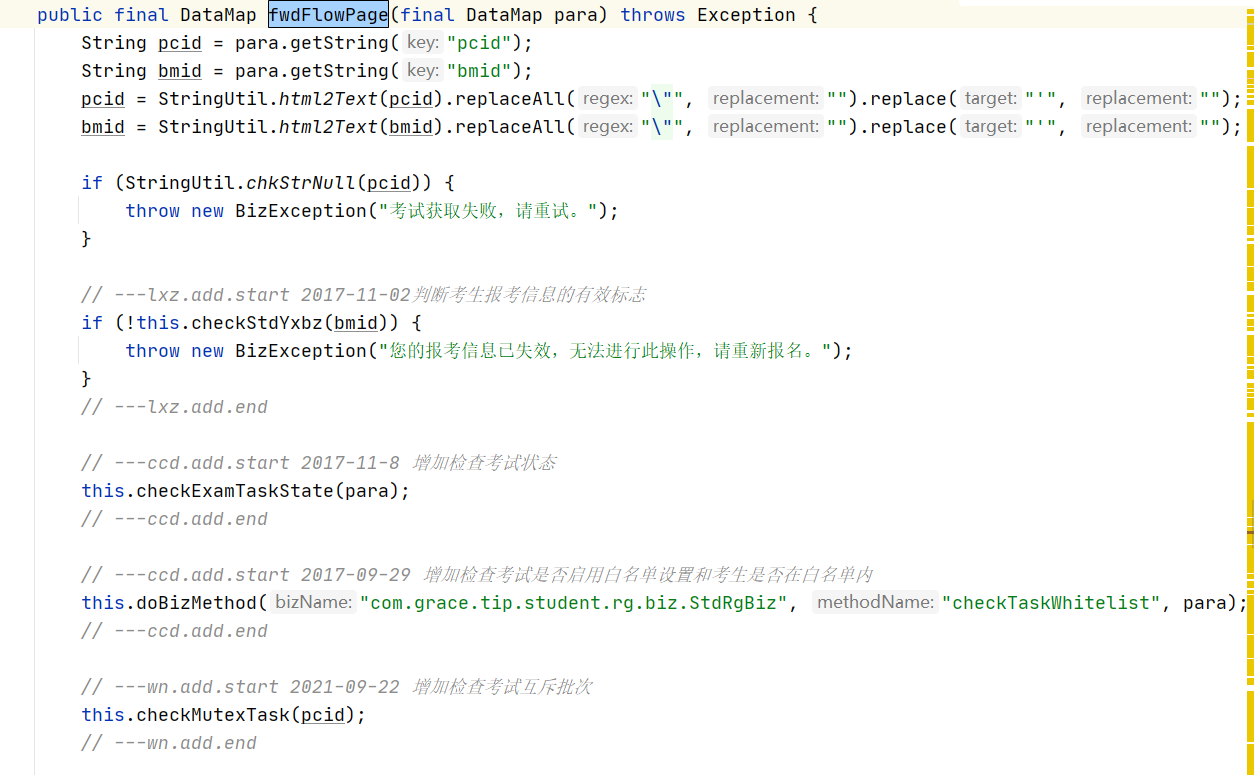 public final DataMap fwdFlowPage(final DataMap para) throws Exception {
String pcid = para.getString( key: "pcid");
String bmid = para.getString( key: "bmid");
pcid = StringUtil.html2Text(pcid).replaceAll( regex: "\"", replacement: "").replace( target: "'", replacement: "");
bmid = StringUtil.html2Text(bmid).replaceAll( regex: "\"", replacement: "").replace( target: "'", replacement: "");
if (StringUtil.chkStrNull(pcid)) {
throw new BizException("考试获取失败，请重试。");
}
// ---lxz.add.start 2017-11-02判断考生报考信息的有效标志
if (!this.checkStdYxbz(bmid)) {
throw new BizException("您的报考信息已失效，无法进行此操作，请重新报名。");
}
// ---lxz.add.end
// ---ccd.add.start 2017-11-8 增加检查考试状态
this.checkExamTaskState(para);
// ---ccd.add.end
// ---ccd.add.start 2017-09-29 增加检查考试是否启用白名单设置和考生是否在白名单内
this.doBizMethod( bizName: "com.grace.tip.student.rg.biz.StdRgBiz", methodName: "checkTaskWhitelist", para);
// ---ccd.add.end
// ---wn.add.start 2021-09-22 增加检查考试互斥批次
this.checkMutexTask(pcid);
// ---wn.add.end